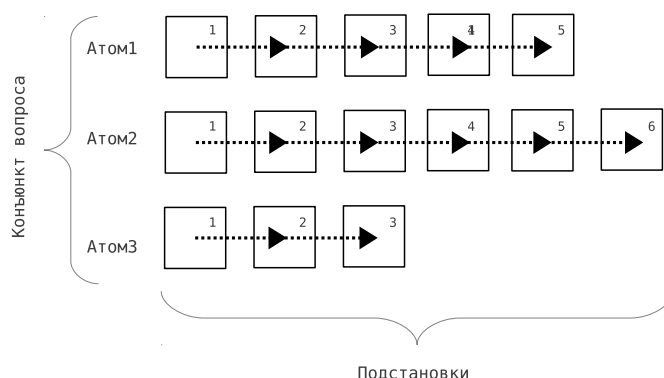 Атом1 1 2 3 4 5
Конъюнкт вопроса
Атом2 1 2 3 4 5 6
Атом3 1 2 3
Подстановки